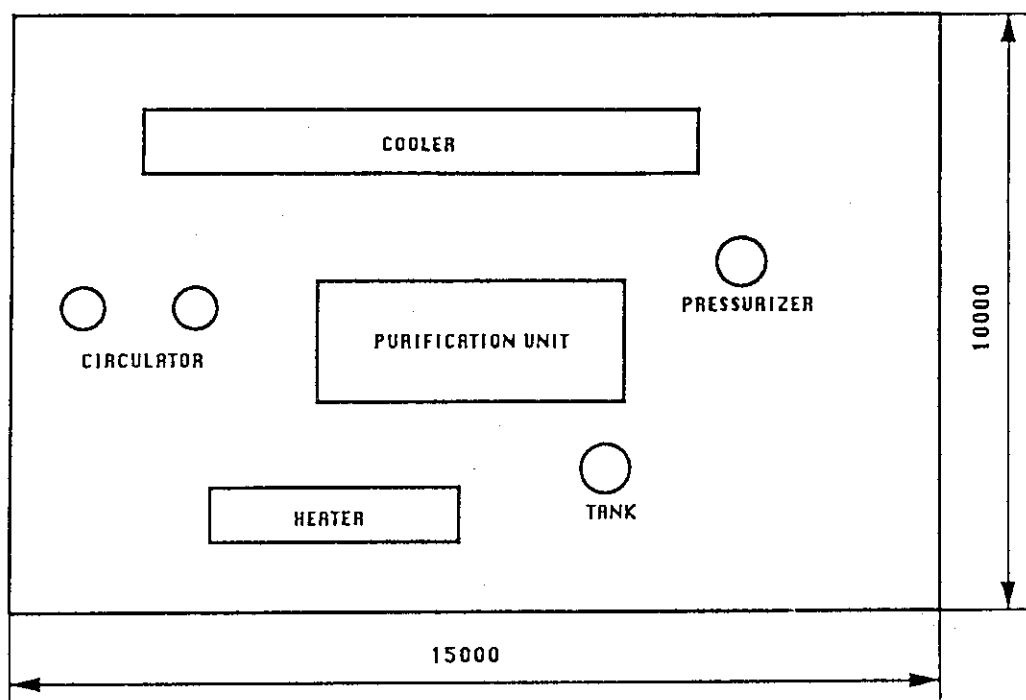 COOLER
PRESSURIZER
10000
PURIFICATION UNIT
CIRCULATOR
TANK
HEATER
15000